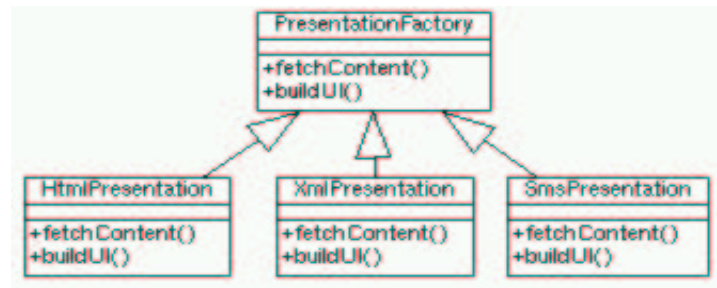 PresentationFactory
+fetchContent()
+buildUI()
HtmlPresentation
+fetchContent()
+buildUI()
XmlPresentation
+fetchContent()
+buildUI()
SmsPresentation
+fetchContent()
+buildUI()